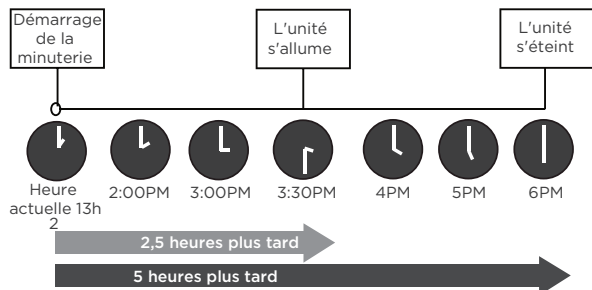 Démarrage
de la
minuterie
L'unité
s'allume
L'unité
s'éteint
Heure
actuelle 13h
2
2:00PM
3:00PM
3:30PM
4PM
5PM
6PM
2,5 heures plus tard
5 heures plus tard